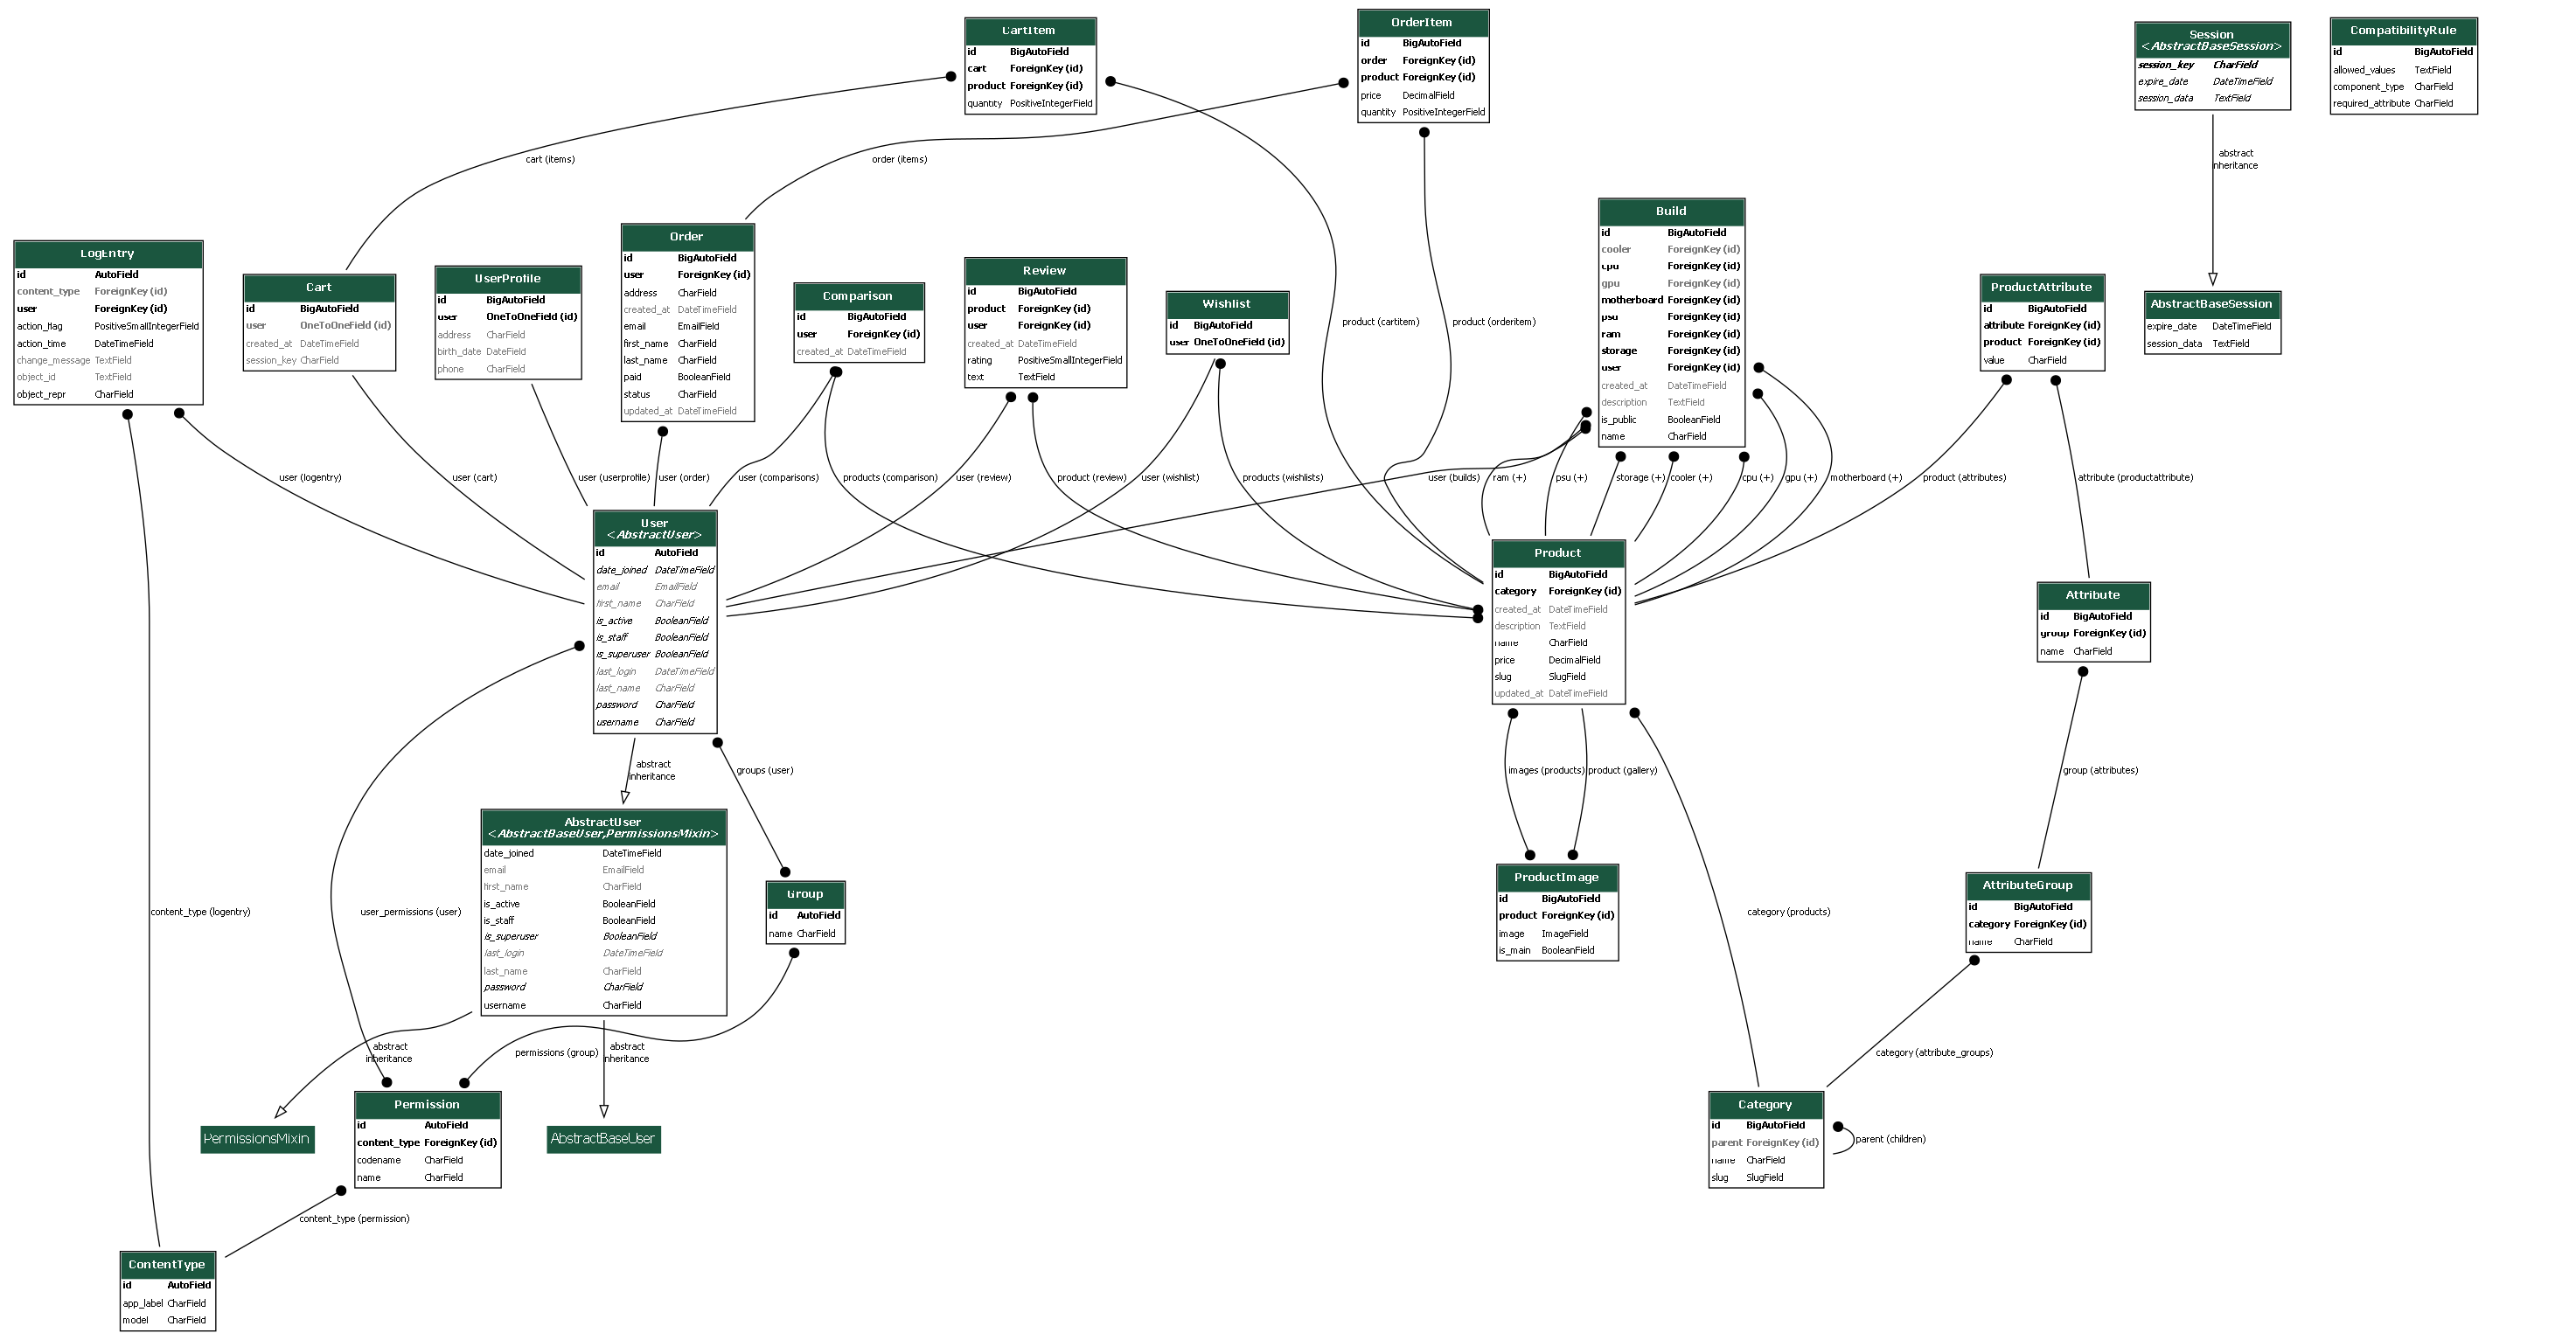 CartItem
id BigAutoField
cart ForeignKey (id)
product ForeignKey (id)
quantity PositiveIntegerField
OrderItem
id BigAutoField
order ForeignKey (id)
product ForeignKey (id)
price DecimalField
quantity PositiveIntegerField
Session
<AbstractBaseSession>
session_key CharField
expire_date DateTimeField
session_data TextField
CompatibilityRule
id BigAutoField
allowed_values TextField
component_type CharField
required_attribute CharField
cart (items)
order (items)
abstract
inheritance
LogEntry
id AutoField
content_type ForeignKey (id)
user ForeignKey (id)
action_flag PositiveSmallIntegerField
action_time DateTimeField
change_message TextField
object_id TextField
object_repr CharField
Cart
id BigAutoField
user OneToOneField (id)
created_at DateTimeField
session_key CharField
UserProfile
id BigAutoField
user OneToOneField (id)
address CharField
birth_date DateField
phone CharField
Order
id BigAutoField
user ForeignKey (id)
address CharField
created_at DateTimeField
email EmailField
first_name CharField
last_name CharField
paid BooleanField
status CharField
updated_at DateTimeField
Comparison
id BigAutoField
user ForeignKey (id)
created_at DateTimeField
Review
id BigAutoField
product ForeignKey (id)
user ForeignKey (id)
created_at DateTimeField
rating PositiveSmallIntegerField
text TextField
Wishlist
id BigAutoField
user OneToOneField (id)
product (cartitem)
product (orderitem)
Build
id BigAutoField
cooler ForeignKey (id)
cpu ForeignKey (id)
gpu ForeignKey (id)
motherboard ForeignKey (id)
psu ForeignKey (id)
ram ForeignKey (id)
storage ForeignKey (id)
user ForeignKey (id)
created_at DateTimeField
description TextField
is_public BooleanField
name CharField
ProductAttribute
id BigAutoField
attribute ForeignKey (id)
product ForeignKey (id)
value CharField
AbstractBaseSession
expire_date DateTimeField
session_data TextField
user (logentry)
user (cart)
user (userprofile)
user (order)
user (comparisons)
products (comparison)
user (review)
product (review)
user (wishlist)
products (wishlists)
user (builds)
ram (+)
psu (+)
storage (+)
cooler (+)
cpu (+)
gpu (+)
motherboard (+)
product (attributes)
attribute (productattribute)
User
<AbstractUser>
id AutoField
date_joined DateTimeField
email EmailField
first_name CharField
is_active BooleanField
is_staff BooleanField
is_superuser BooleanField
last_login DateTimeField
last_name CharField
password CharField
username CharField
Product
id BigAutoField
category ForeignKey (id)
created_at DateTimeField
description TextField
name CharField
price DecimalField
slug SlugField
updated_at DateTimeField
Attribute
id BigAutoField
group ForeignKey (id)
name CharField
abstract
inheritance
groups (user)
images (products)
product (gallery)
group (attributes)
AbstractUser
<AbstractBaseUser,PermissionsMixin>
date_joined DateTimeField
email EmailField
first_name CharField
is_active BooleanField
is_staff BooleanField
is_superuser BooleanField
last_login DateTimeField
last_name CharField
password CharField
username CharField
Group
id AutoField
name CharField
ProductImage
id BigAutoField
product ForeignKey (id)
image ImageField
is_main BooleanField
AttributeGroup
id BigAutoField
category ForeignKey (id)
name CharField
content_type (logentry)
user_permissions (user)
category (products)
abstract
inheritance
permissions (group)
abstract
inheritance
category (attribute_groups)
PermissionsMixin
Permission
id AutoField
content_type ForeignKey (id)
codename CharField
name CharField
AbstractBaseUser
Category
id BigAutoField
parent ForeignKey (id)
name CharField
slug SlugField
parent (children)
content_type (permission)
ContentType
id AutoField
app_label CharField
model CharField